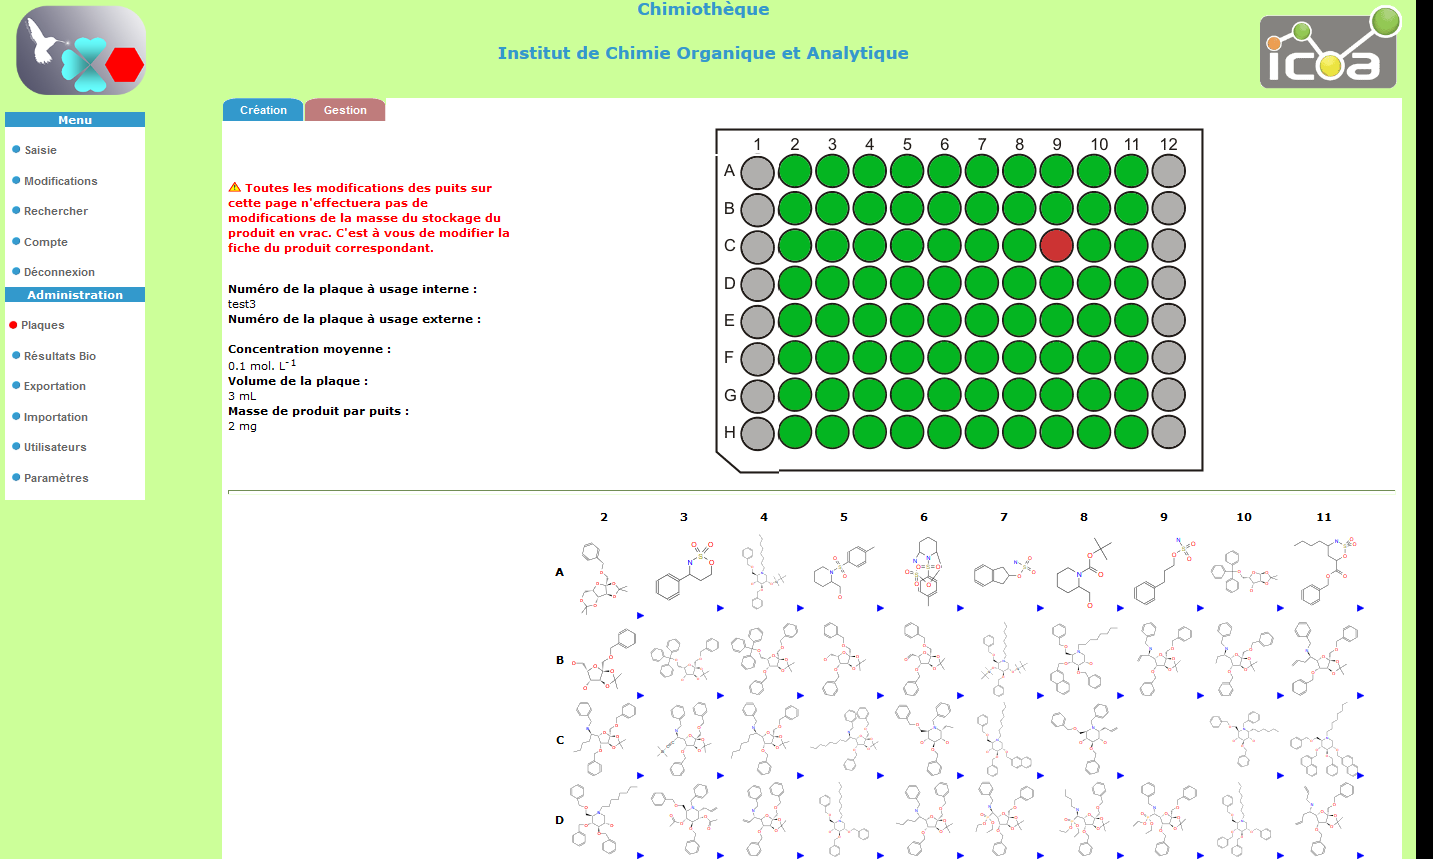 Chimiothèque
Institut de Chimie Organique et Analytique
icoa
Menu
Saisie
Modifications
Rechercher
Compte
Déconnexion
Administration
Plaques
Résultats Bio
Exportation
Importation
Utilisateurs
Paramètres
Création
Gestion
Toutes les modifications des puits sur
cette page n'effectuera pas de
modifications de la masse du stockage du
produit en vrac. C'est à vous de modifier la
fiche du produit correspondant.
Numéro de la plaque à usage interne :
test3
Numéro de la plaque à usage externe :
Concentration moyenne :
0.1 mol. L-1
Volume de la plaque :
3 mL
Masse de produit par puits :
2 mg
1 2 3 4 5 6 7 8 9 10 11 12
A
B
C
D
E
F
G
H
2 3 4 5 6 7 8 9 10 11
A
B
C
D